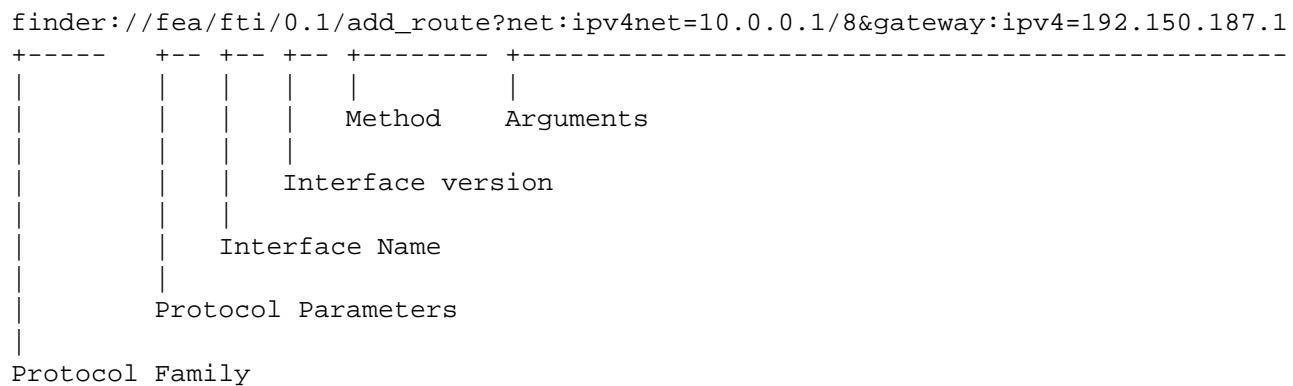 finder://fea/fti/0.1/add_route?net:ipv4net=10.0.0.1/8&gateway:ipv4=192.150.187.1
+-----   +-- +-- +-- +-------- +------------------------------------------------
|        |   |   |   |         |
|        |   |   |   Method    Arguments
|        |   |   |
|        |   |   Interface version
|        |   |
|        |   Interface Name
|        |
|        Protocol Parameters
|
Protocol Family